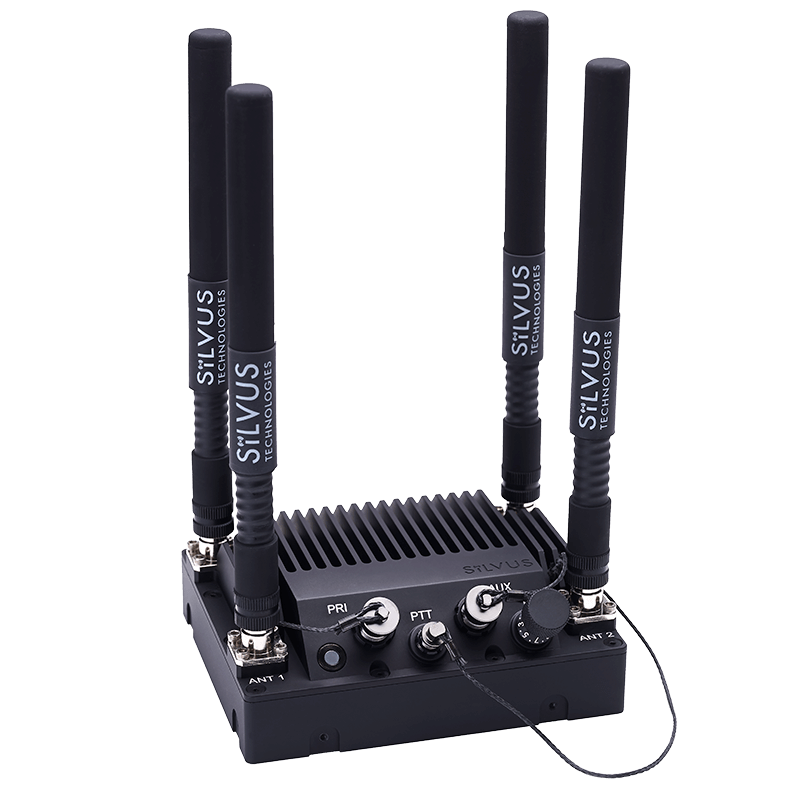 SILVUS
TECHNOLOGIES
SILVUS
TECHNOLOGIES
SILVUS
TECHNOLOGIES
SILVUS
TECHNOLOGIES
SILVUS
PRI
PTT
AUX
ANT 1
ANT 2